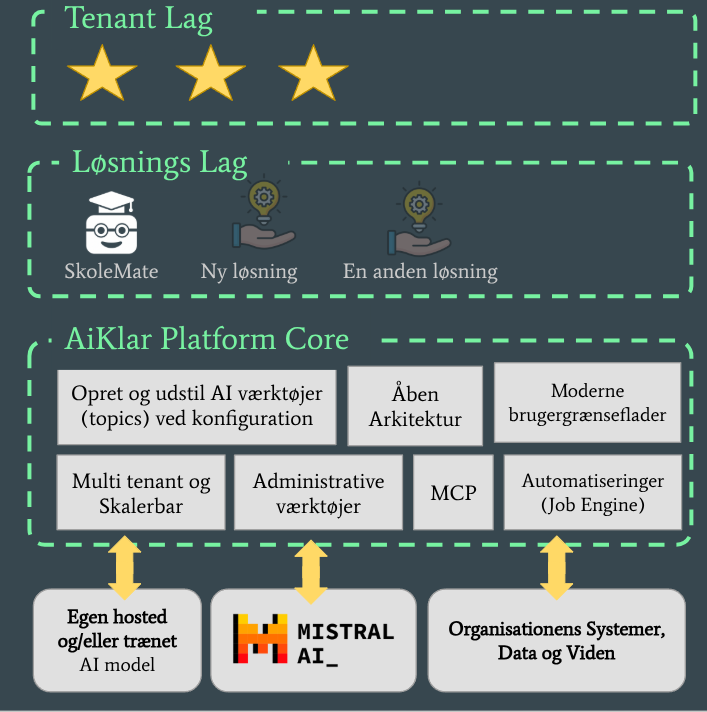 Tenant Lag
Løsnings Lag
SkoleMate
Ny løsning
En anden løsning
AiKlar Platform Core
Opret og udstil AI værktøjer
(topics) ved konfiguration
Åben
Arkitektur
Moderne
brugergrænseflader
Multi tenant og
Skalerbar
Administrative
værktøjer
MCP
Automatiseringer
(Job Engine)
Egen hosted
og/eller trænet
AI model
MISTRAL
AI_
Organisationens Systemer,
Data og Viden